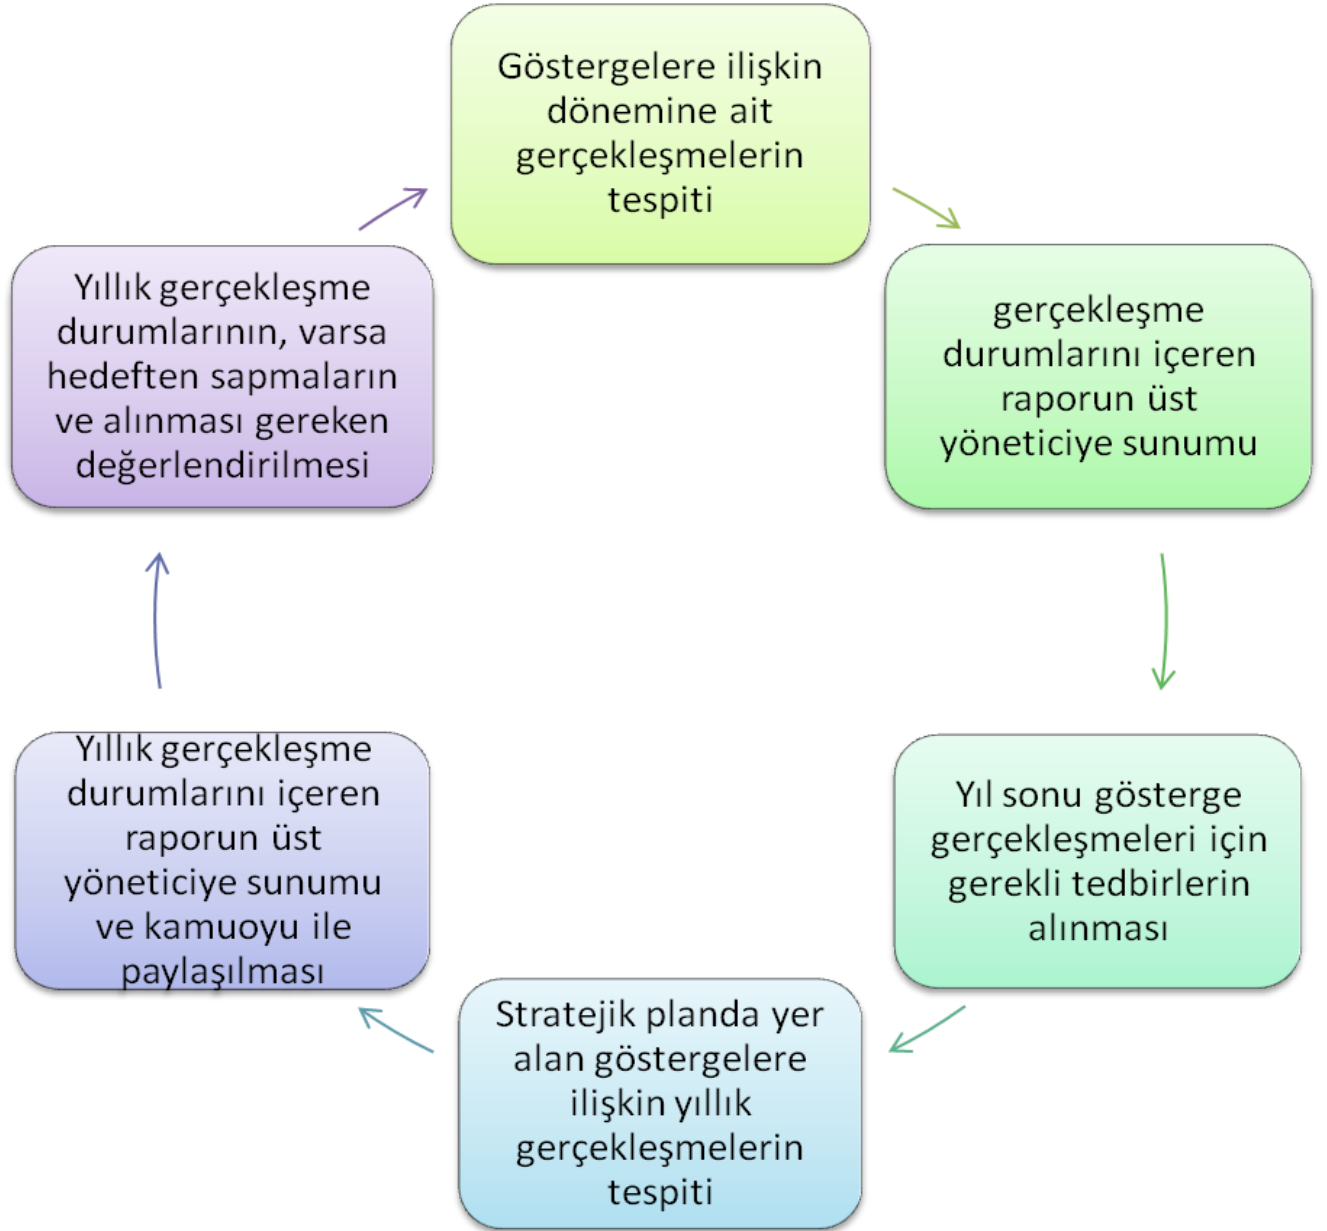 Göstergelere ilişkin
dönemine ait
gerçekleşmelerin
tespiti
gerçekleşme
durumlarını içeren
raporun üst
yöneticiye sunumu
Yıl sonu gösterge
gerçekleşmeleri için
gerekli tedbirlerin
alınması
Stratejik planda yer
alan göstergelere
ilişkin yıllık
gerçekleşmelerin
tespiti
Yıllık gerçekleşme
durumlarını içeren
raporun üst
yöneticiye sunumu
ve kamuoyu ile
paylaşılması
Yıllık gerçekleşme
durumlarının, varsa
hedeften sapmaların
ve alınması gereken
değerlendirilmesi